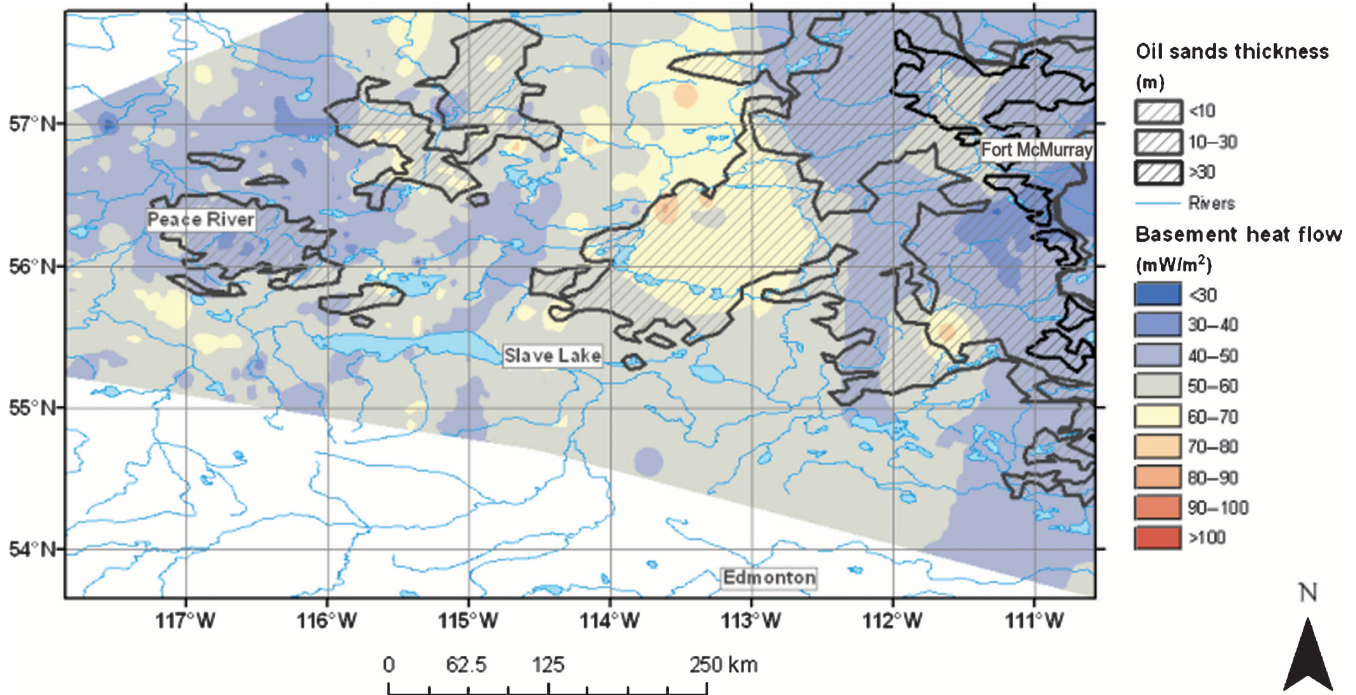 57°N
56°N
55°N
54°N
117°W
116°W
115°W
114°W
113°W
112°W
111°W
Peace River
Slave Lake
Fort McMurray
Edmonton
0
62.5
125
250 km
Oil sands thickness
(m)
<10
10–30
>30
Rivers
Basement heat flow
(mW/m²)
<30
30–40
40–50
50–60
60–70
70–80
80–90
90–100
>100
N